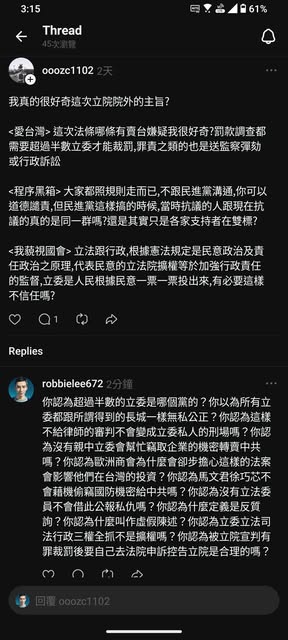 3:15
61%
Thread
45次瀏覽
ooozc1102 2天
我真的很好奇這次立院院外的主旨?
<愛台灣> 這次法條哪條有賣台嫌疑我很好奇?罰款調查都
需要超過半數立委才能裁罰,罪責之類的也是送監察彈劾
或行政訴訟
<程序黑箱> 大家都照規則走而已,不跟民進黨溝通,你可以
道德譴責,但民進黨這樣搞的時候,當時抗議的人跟現在抗
議的真的是同一群嗎?還是其實只是各家支持者在雙標?
<我藐視國會> 立法跟行政,根據憲法規定是民意政治及責
任政治之原理,代表民意的立法院擴權等於加強行政責任
的監督,立委是人民根據民意一票一票投出來,有必要這樣
不信任嗎?
1
Replies
robbielee672 2分鐘
你認為超過半數的立委是哪個黨的？你以為所有立
委都跟所謂得到的長城一樣無私公正？你認為這樣
不給律師的審判不會變成立委私人的刑場嗎？你認
為沒有親中立委會幫忙竊取企業的機密轉賣中共
嗎？你認為歐洲商會為什麼會卻步擔心這樣的法案
會影響他們在台灣的投資？你認為馬文君徐巧芯不
會藉機偷竊國防機密給中共嗎？你認為沒有立法委
員不會借此公報私仇嗎？你認為什麼定義是反質
詢？你認為什麼叫作虛假陳述？你認為立委立法司
法行政三權全抓不是擴權嗎？你認為被立院宣判有
罪裁罰後要自己去法院申訴控告立院是合理的嗎？
回覆 ooozc1102